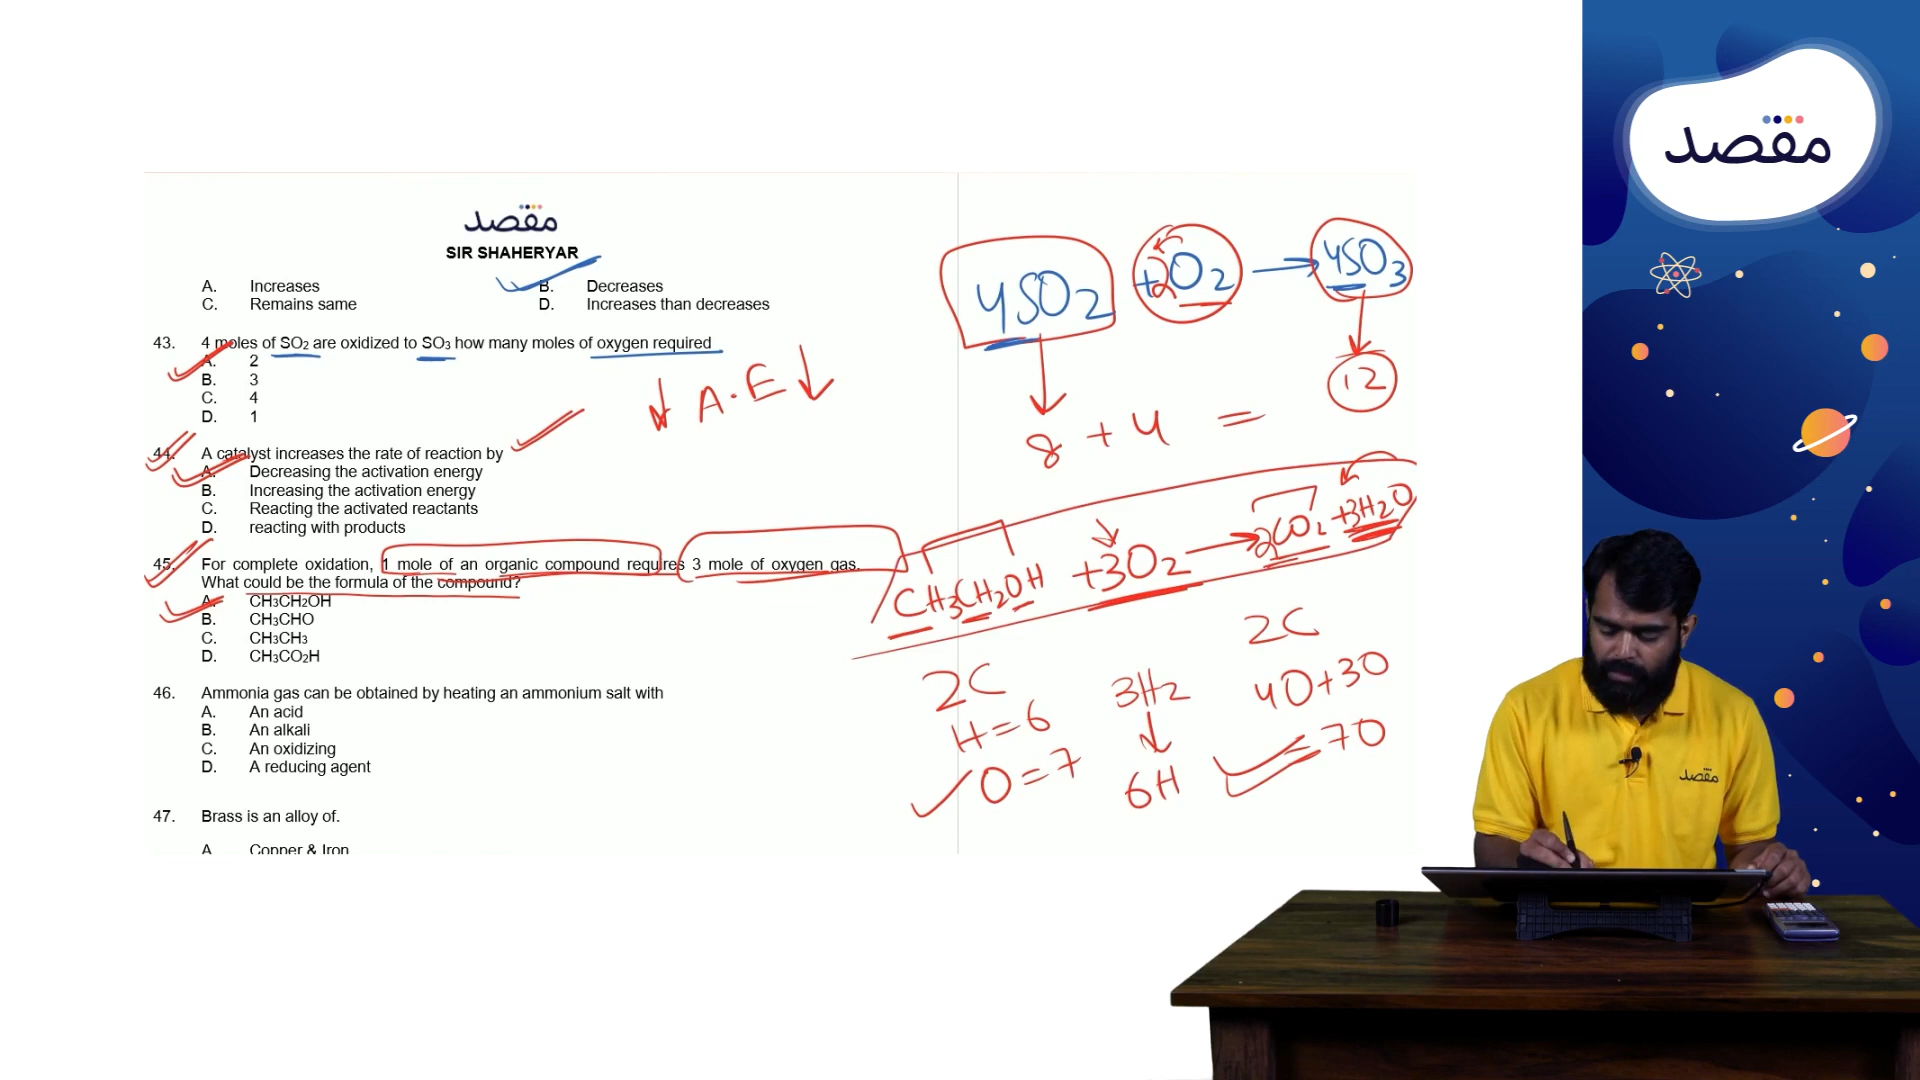 مقصد
SIR SHAHERYAR
A. Increases B. Decreases
C. Remains same D. Increases than decreases
43. 4 moles of SO2 are oxidized to SO3 how many moles of oxygen required
A. 2
B. 3
C. 4
D. 1
44. A catalyst increases the rate of reaction by
A. Decreasing the activation energy
B. Increasing the activation energy
C. Reacting the activated reactants
D. reacting with products
45. For complete oxidation, 1 mole of an organic compound requires 3 mole of oxygen gas.
What could be the formula of the compound?
A. CH3CH2OH
B. CH3CHO
C. CH3CH3
D. CH3CO2H
46. Ammonia gas can be obtained by heating an ammonium salt with
A. An acid
B. An alkali
C. An oxidizing
D. A reducing agent
47. Brass is an alloy of.
A Copper & Iron
↓ A.E ↓
4SO2 +2O2 → 4SO3
8 + 4 = 12
CH3CH2OH +3O2 → 2CO2 +3H2O
2C
H=6
O=7
3H2
↓
6H
2C
4O+3O
=7O
مقصد
مقصد